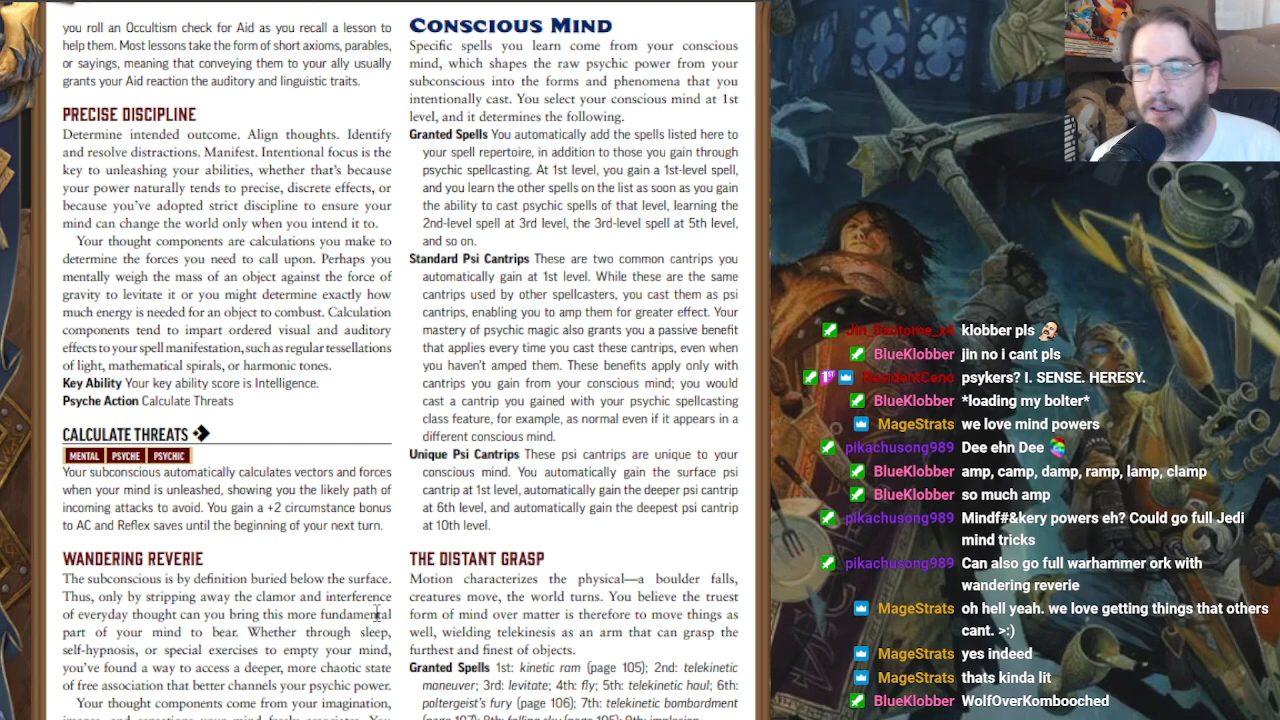 you roll an Occultism check for Aid as you recall a lesson to
help them. Most lessons take the form of short axioms, parables,
or sayings, meaning that conveying them to your ally usually
grants your Aid reaction the auditory and linguistic traits.
PRECISE DISCIPLINE
Determine intended outcome. Align thoughts. Identify
and resolve distractions. Manifest. Intentional focus is the
key to unleashing your abilities, whether that's because
your power naturally tends to precise, discrete effects, or
because you've adopted strict discipline to ensure your
mind can change the world only when you intend it to.
Your thought components are calculations you make to
determine the forces you need to call upon. Perhaps you
mentally weigh the mass of an object against the force of
gravity to levitate it or you might determine exactly how
much energy is needed for an object to combust. Calculation
components tend to impart ordered visual and auditory
effects to your spell manifestation, such as regular tessellations
of light, mathematical spirals, or harmonic tones.
Key Ability Your key ability score is Intelligence.
Psyche Action Calculate Threats
CALCULATE THREATS
MENTAL PSYCHE PSYCHIC
Your subconscious automatically calculates vectors and forces
when your mind is unleashed, showing you the likely path of
incoming attacks to avoid. You gain a +2 circumstance bonus
to AC and Reflex saves until the beginning of your next turn.
WANDERING REVERIE
The subconscious is by definition buried below the surface.
Thus, only by stripping away the clamor and interference
of everyday thought can you bring this more fundamental
part of your mind to bear. Whether through sleep,
self-hypnosis, or special exercises to empty your mind,
you've found a way to access a deeper, more chaotic state
of free association that better channels your psychic power.
Your thought components come from your imagination,
CONSCIOUS MIND
Specific spells you learn come from your conscious
mind, which shapes the raw psychic power from your
subconscious into the forms and phenomena that you
intentionally cast. You select your conscious mind at 1st
level, and it determines the following.
Granted Spells You automatically add the spells listed here to
your spell repertoire, in addition to those you gain through
psychic spellcasting. At 1st level, you gain a 1st-level spell,
and you learn the other spells on the list as soon as you gain
the ability to cast psychic spells of that level, learning the
2nd-level spell at 3rd level, the 3rd-level spell at 5th level,
and so on.
Standard Psi Cantrips These are two common cantrips you
automatically gain at 1st level. While these are the same
cantrips used by other spellcasters, you cast them as psi
cantrips, enabling you to amp them for greater effect. Your
mastery of psychic magic also grants you a passive benefit
that applies every time you cast these cantrips, even when
you haven't amped them. These benefits apply only with
cantrips you gain from your conscious mind; you would
cast a cantrip you gained with your psychic spellcasting
class feature, for example, as normal even if it appears in a
different conscious mind.
Unique Psi Cantrips These psi cantrips are unique to your
conscious mind. You automatically gain the surface psi
cantrip at 1st level, automatically gain the deeper psi cantrip
at 6th level, and automatically gain the deepest psi cantrip
at 10th level.
THE DISTANT GRASP
Motion characterizes the physical—a boulder falls,
creatures move, the world turns. You believe the truest
form of mind over matter is therefore to move things as
well, wielding telekinesis as an arm that can grasp the
furthest and finest of objects.
Granted Spells 1st: kinetic ram (page 105); 2nd: telekinetic
maneuver; 3rd: levitate; 4th: fly; 5th: telekinetic haul; 6th:
poltergeist's fury (page 106); 7th: telekinetic bombardment
klobber pls
BlueKlobber jin no i cant pls
1ST psykers? I. SENSE. HERESY.
BlueKlobber *loading my bolter*
MageStrats we love mind powers
pikachusong989 Dee ehn Dee
BlueKlobber amp, camp, damp, ramp, lamp, clamp
BlueKlobber so much amp
pikachusong989 Mindf#&kery powers eh? Could go full Jedi
mind tricks
pikachusong989 Can also go full warhammer ork with
wandering reverie
MageStrats oh hell yeah. we love getting things that others
cant. >:)
MageStrats yes indeed
MageStrats thats kinda lit
BlueKlobber WolfOverKombooched